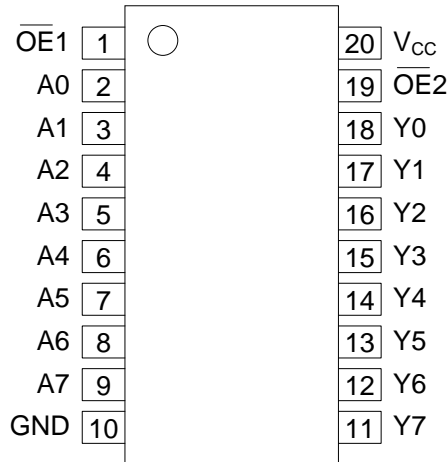 O̅E̅1 1 20 VCC
A0 2 19 O̅E̅2
A1 3 18 Y0
A2 4 17 Y1
A3 5 16 Y2
A4 6 15 Y3
A5 7 14 Y4
A6 8 13 Y5
A7 9 12 Y6
GND 10 11 Y7